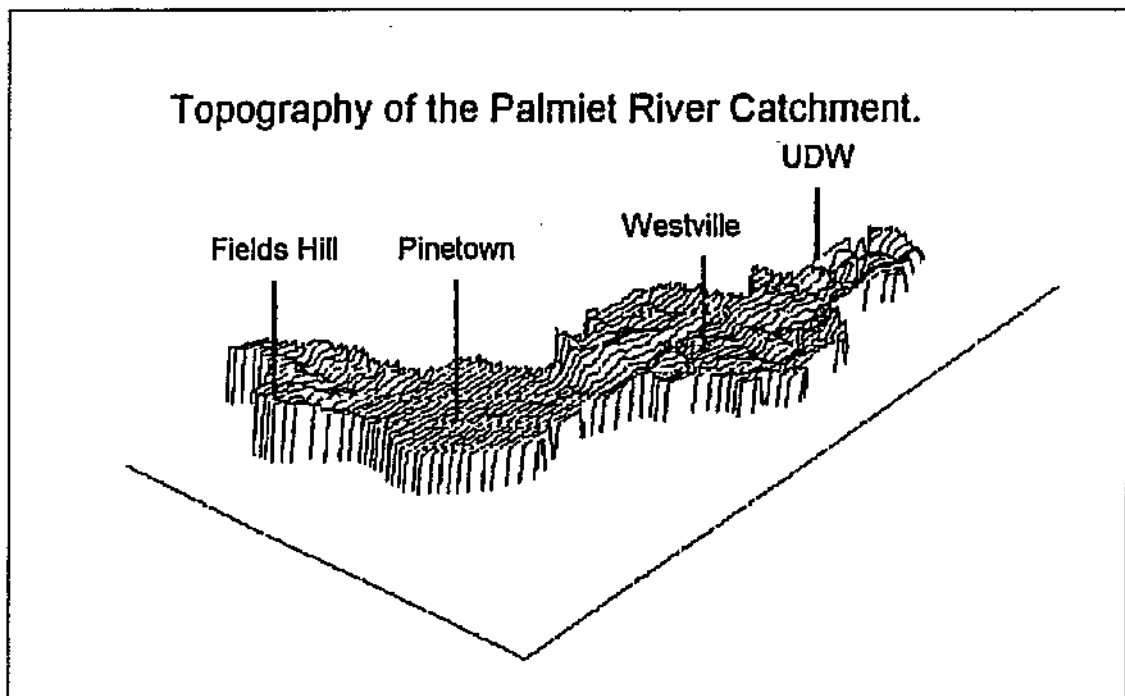 Topography of the Palmiet River Catchment.
UDW
Westville
Fields Hill
Pinetown